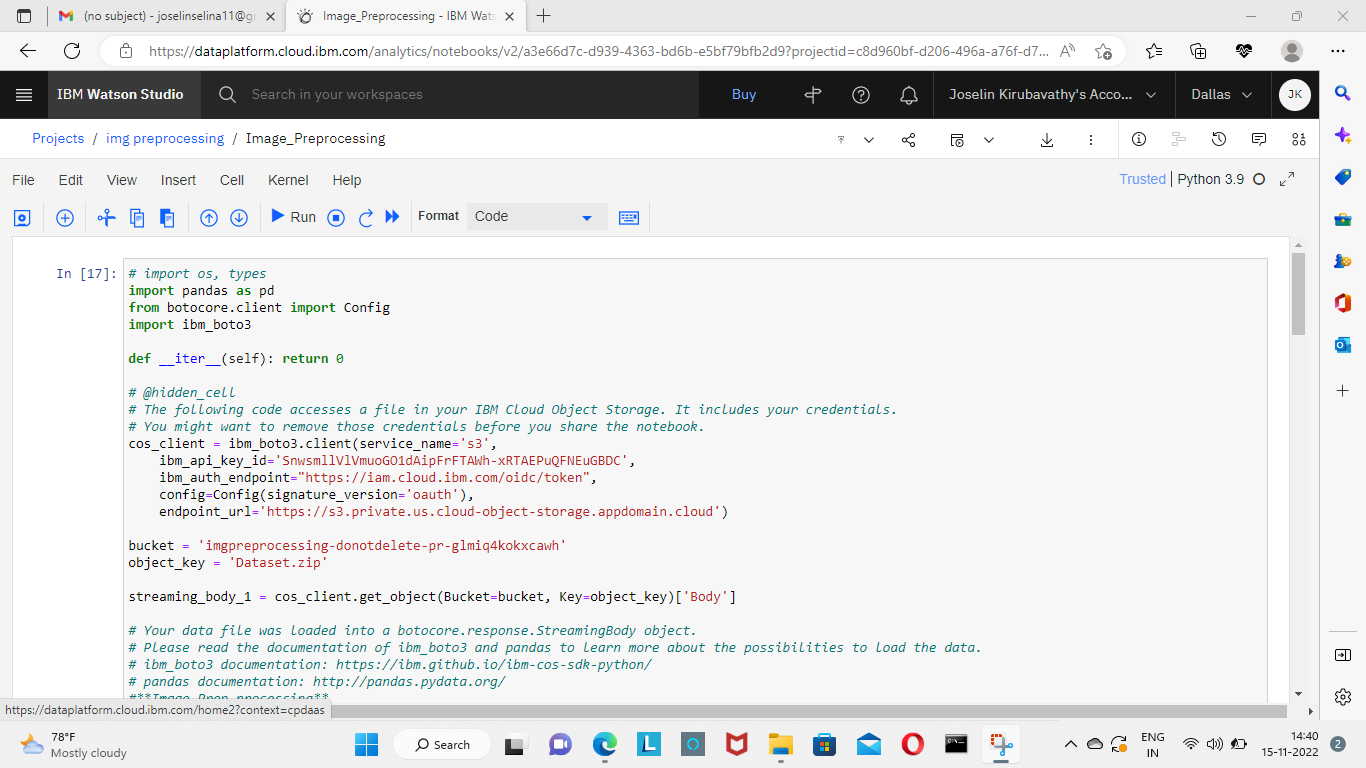 (no subject) - joselinselina11@gr
Image_Preprocessing - IBM Wats
https://dataplatform.cloud.ibm.com/analytics/notebooks/v2/a3e66d7c-d939-4363-bd6b-e5bf79bfb2d9?projectid=c8d960bf-d206-496a-a76f-d7...
IBM Watson Studio
Search in your workspaces
Buy
Joselin Kirubavathy's Acco...
Dallas
JK
Projects / img preprocessing / Image_Preprocessing
File Edit View Insert Cell Kernel Help
Trusted | Python 3.9
Run
Format
Code
In [17]:
# import os, types
import pandas as pd
from botocore.client import Config
import ibm_boto3
def __iter__(self): return 0
# @hidden_cell
# The following code accesses a file in your IBM Cloud Object Storage. It includes your credentials.
# You might want to remove those credentials before you share the notebook.
cos_client = ibm_boto3.client(service_name='s3',
ibm_api_key_id='SnwsmllVlVmuoGO1dAipFrFTAWh-xRTAEPuQFNEuGBDC',
ibm_auth_endpoint="https://iam.cloud.ibm.com/oidc/token",
config=Config(signature_version='oauth'),
endpoint_url='https://s3.private.us.cloud-object-storage.appdomain.cloud')
bucket = 'imgpreprocessing-donotdelete-pr-glmiq4kokxcawh'
object_key = 'Dataset.zip'
streaming_body_1 = cos_client.get_object(Bucket=bucket, Key=object_key)['Body']
# Your data file was loaded into a botocore.response.StreamingBody object.
# Please read the documentation of ibm_boto3 and pandas to learn more about the possibilities to load the data.
# ibm_boto3 documentation: https://ibm.github.io/ibm-cos-sdk-python/
# pandas documentation: http://pandas.pydata.org/
#**Image Prep processing**
https://dataplatform.cloud.ibm.com/home2?context=cpdaas
78°F
Mostly cloudy
Search
ENG
IN
14:40
15-11-2022
2